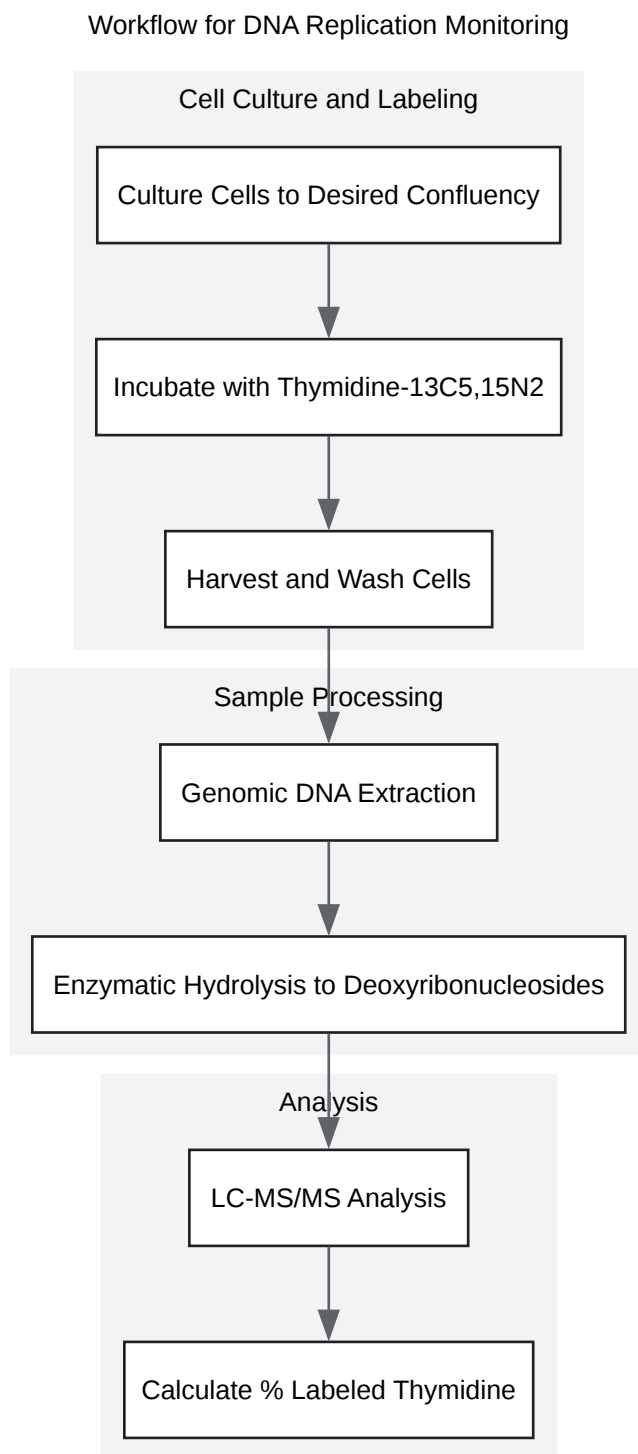 Workflow for DNA Replication Monitoring
Cell Culture and Labeling
Culture Cells to Desired Confluency
Incubate with Thymidine-13C5,15N2
Harvest and Wash Cells
Sample Processing
Genomic DNA Extraction
Enzymatic Hydrolysis to Deoxyribonucleosides
Analysis
LC-MS/MS Analysis
Calculate % Labeled Thymidine